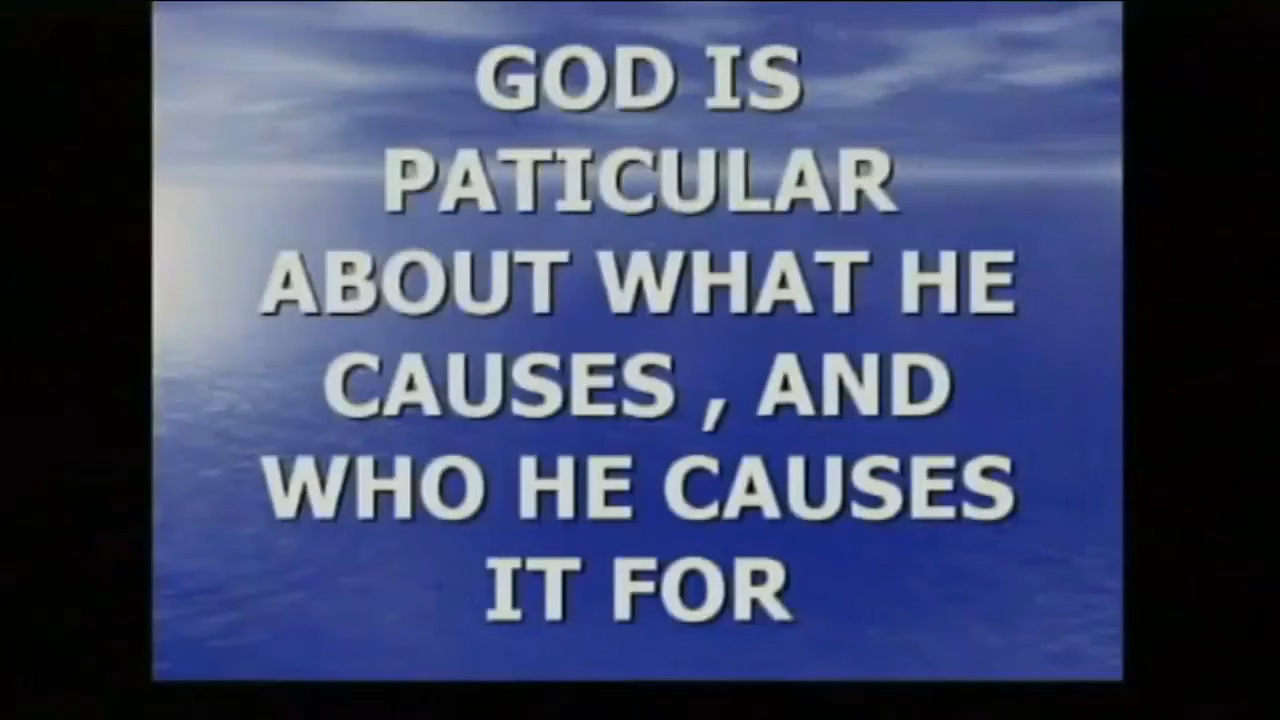 GOD IS
PATICULAR
ABOUT WHAT HE
CAUSES , AND
WHO HE CAUSES
IT FOR